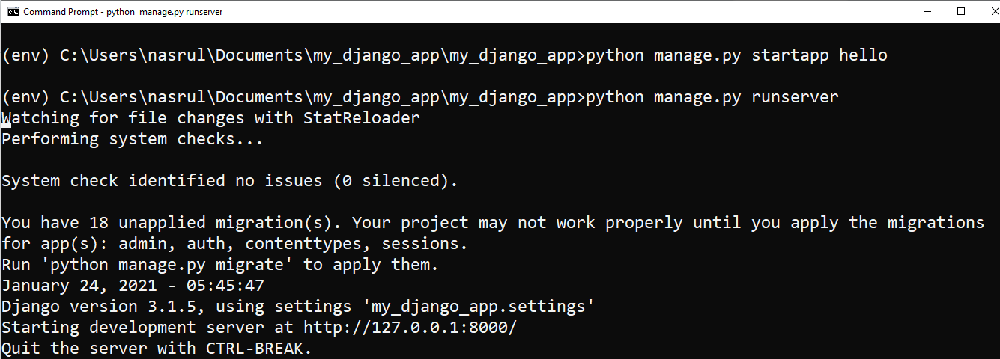 Command Prompt - python  manage.py runserver
(env) C:\Users\nasrul\Documents\my_django_app\my_django_app>python manage.py startapp hello
(env) C:\Users\nasrul\Documents\my_django_app\my_django_app>python manage.py runserver
Watching for file changes with StatReloader
Performing system checks...
System check identified no issues (0 silenced).
You have 18 unapplied migration(s). Your project may not work properly until you apply the migrations
for app(s): admin, auth, contenttypes, sessions.
Run 'python manage.py migrate' to apply them.
January 24, 2021 - 05:45:47
Django version 3.1.5, using settings 'my_django_app.settings'
Starting development server at http://127.0.0.1:8000/
Quit the server with CTRL-BREAK.